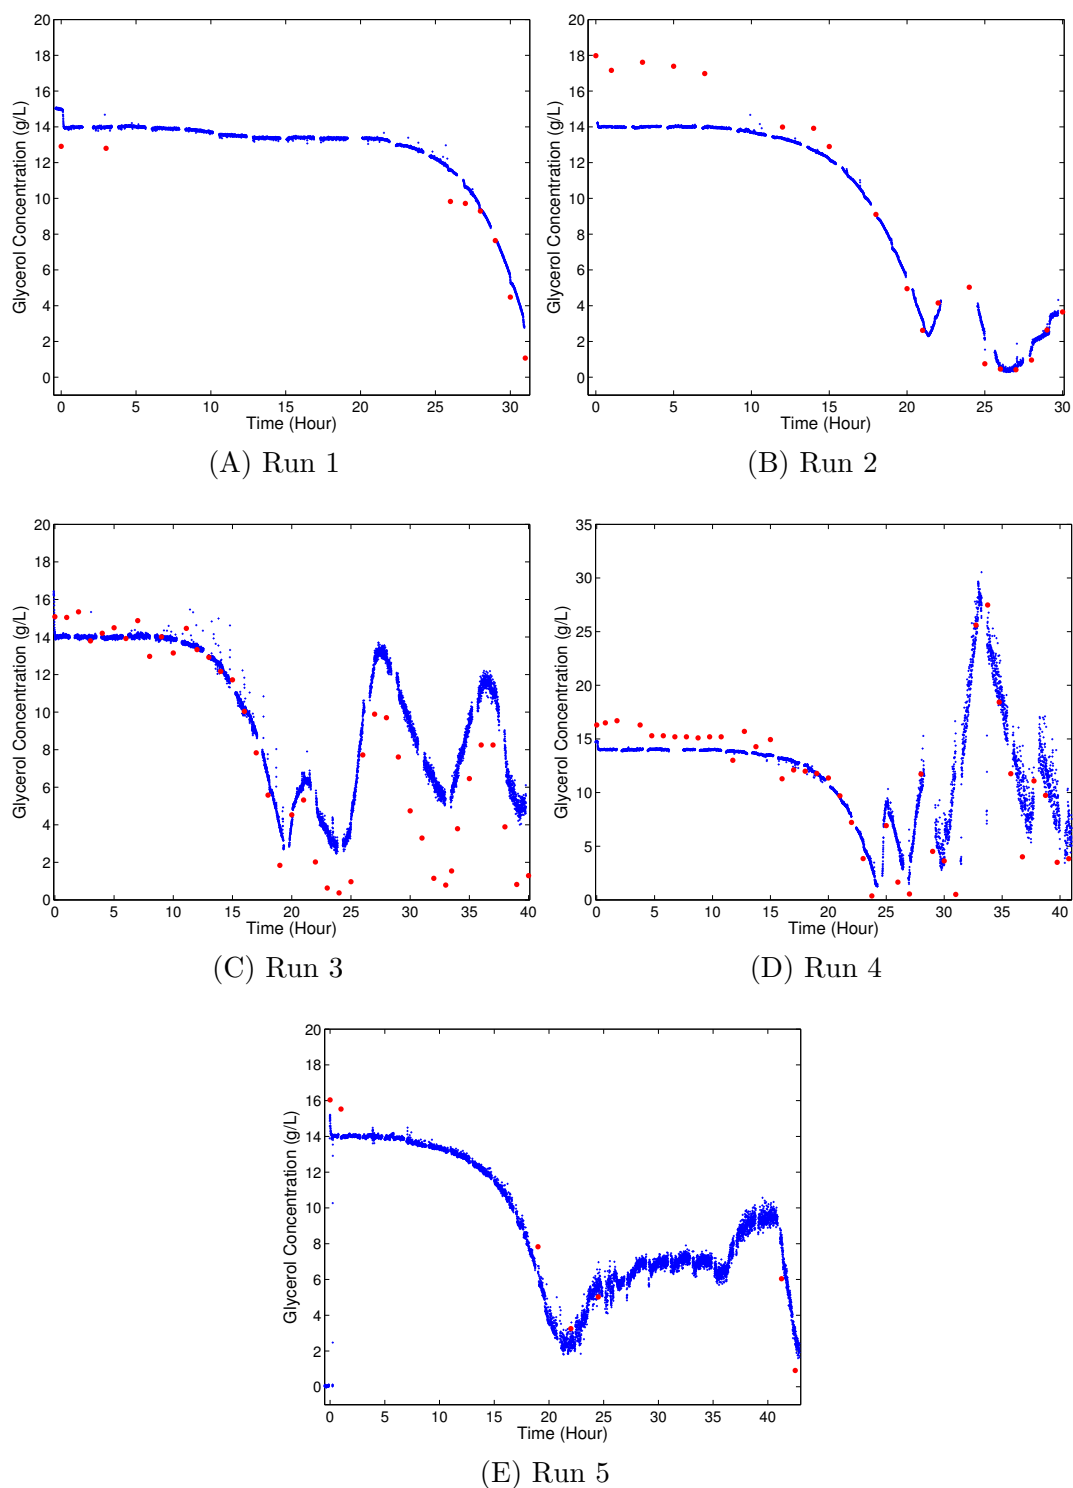 20
18
16
14
12
10
8
6
4
2
0
Glycerol Concentration (g/L)
0 5 10 15 20 25 30
Time (Hour)
(A) Run 1
20
18
16
14
12
10
8
6
4
2
0
Glycerol Concentration (g/L)
0 5 10 15 20 25 30
Time (Hour)
(B) Run 2
20
18
16
14
12
10
8
6
4
2
0
Glycerol Concentration (g/L)
0 5 10 15 20 25 30 35 40
Time (Hour)
(C) Run 3
35
30
25
20
15
10
5
0
Glycerol Concentration (g/L)
0 5 10 15 20 25 30 35 40
Time (Hour)
(D) Run 4
20
18
16
14
12
10
8
6
4
2
0
Glycerol Concentration (g/L)
0 5 10 15 20 25 30 35 40
Time (Hour)
(E) Run 5